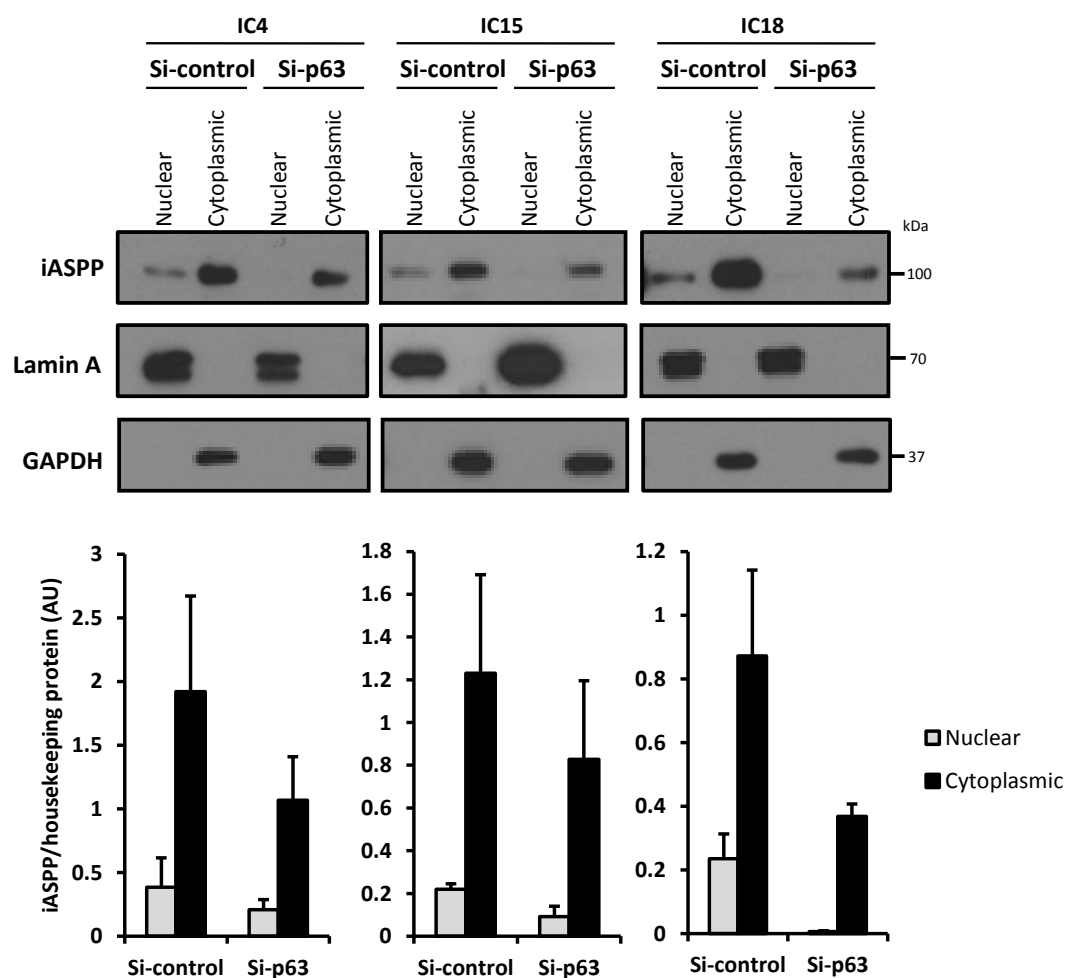 IC4 IC15 IC18
Si-control Si-p63 Si-control Si-p63 Si-control Si-p63
Nuclear Cytoplasmic Nuclear Cytoplasmic Nuclear Cytoplasmic Nuclear Cytoplasmic Nuclear Cytoplasmic Nuclear Cytoplasmic
kDa
iASPP 100
Lamin A 70
GAPDH 37
iASPP/housekeeping protein (AU)
3
2.5
2
1.5
1
0.5
0
Si-control Si-p63
1.8
1.6
1.4
1.2
1
0.8
0.6
0.4
0.2
0
Si-control Si-p63
1.2
1
0.8
0.6
0.4
0.2
0
Si-control Si-p63
Nuclear
Cytoplasmic